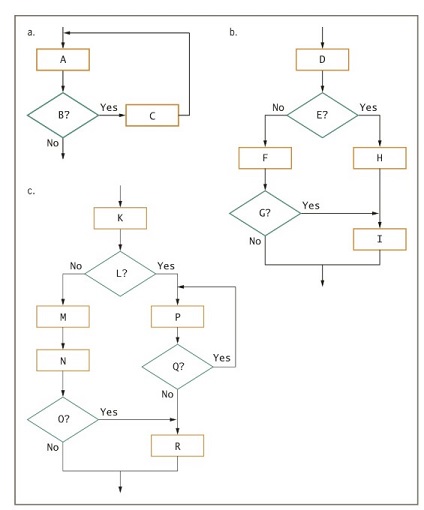 a.
A
B?
Yes
C
No
b.
D
E?
No
Yes
F
H
G?
Yes
No
I
c.
K
L?
No
Yes
M
P
N
Q?
Yes
No
O?
Yes
No
R